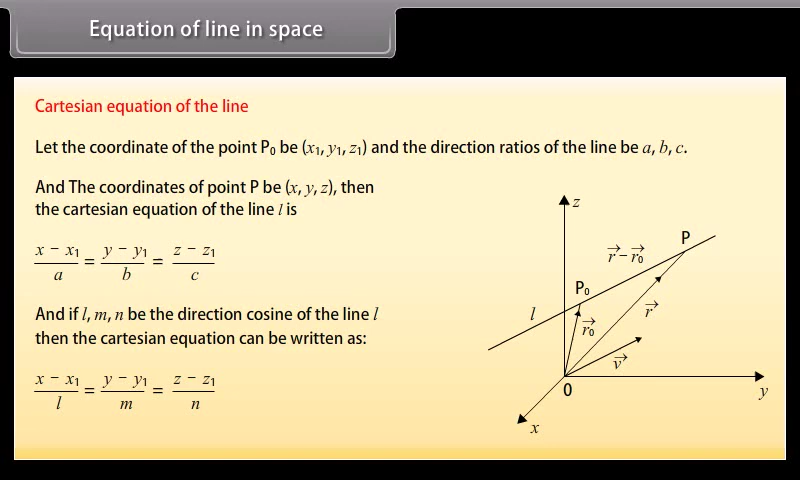 Equation of line in space
Cartesian equation of the line
Let the coordinate of the point P₀ be (x₁, y₁, z₁) and the direction ratios of the line be a, b, c.
And The coordinates of point P be (x, y, z), then
the cartesian equation of the line l is
(x − x₁)/a = (y − y₁)/b = (z − z₁)/c
And if l, m, n be the direction cosine of the line l
then the cartesian equation can be written as:
(x − x₁)/l = (y − y₁)/m = (z − z₁)/n
z
P
r⃗ − r⃗₀
P₀
l
r⃗
r⃗₀
v⃗
0
y
x